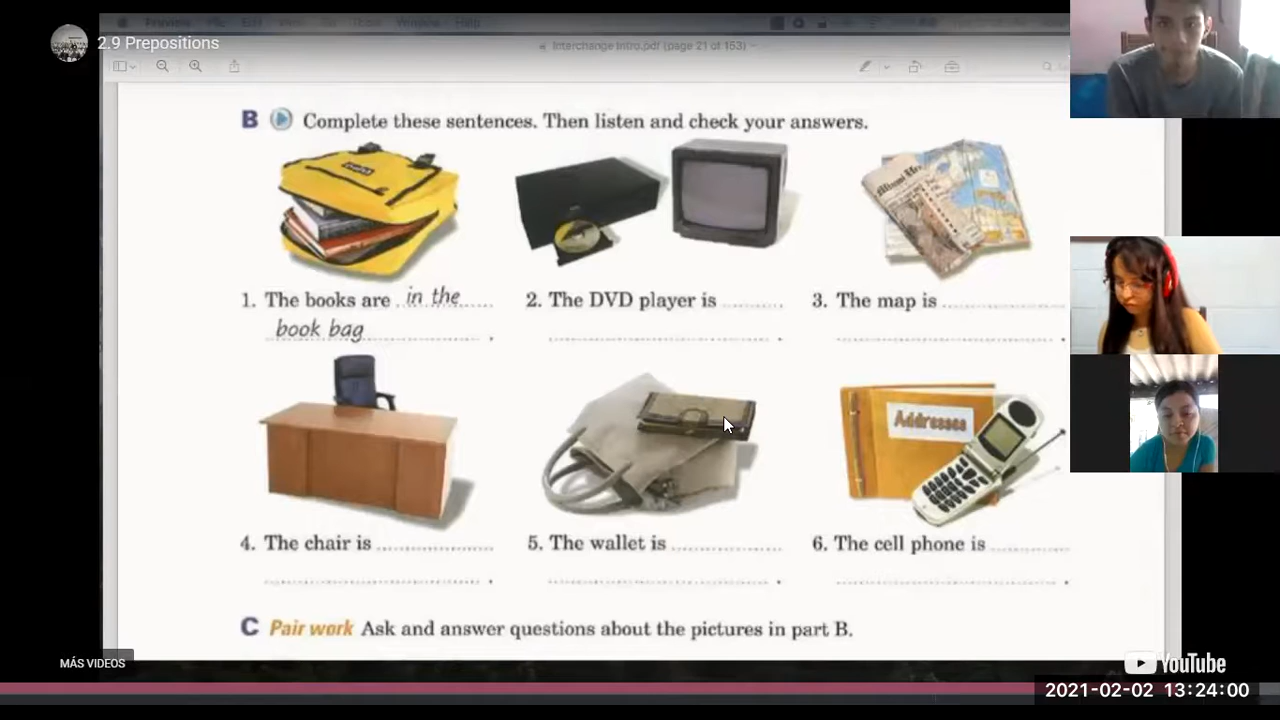 2.9 Prepositions
Interchange Intro.pdf (page 21 of 153)
B Complete these sentences. Then listen and check your answers.
1. The books are in the
book bag.
2. The DVD player is
3. The map is
Addresses
4. The chair is
5. The wallet is
6. The cell phone is
C Pair work Ask and answer questions about the pictures in part B.
MÁS VIDEOS
YouTube
2021-02-02 13:24:00